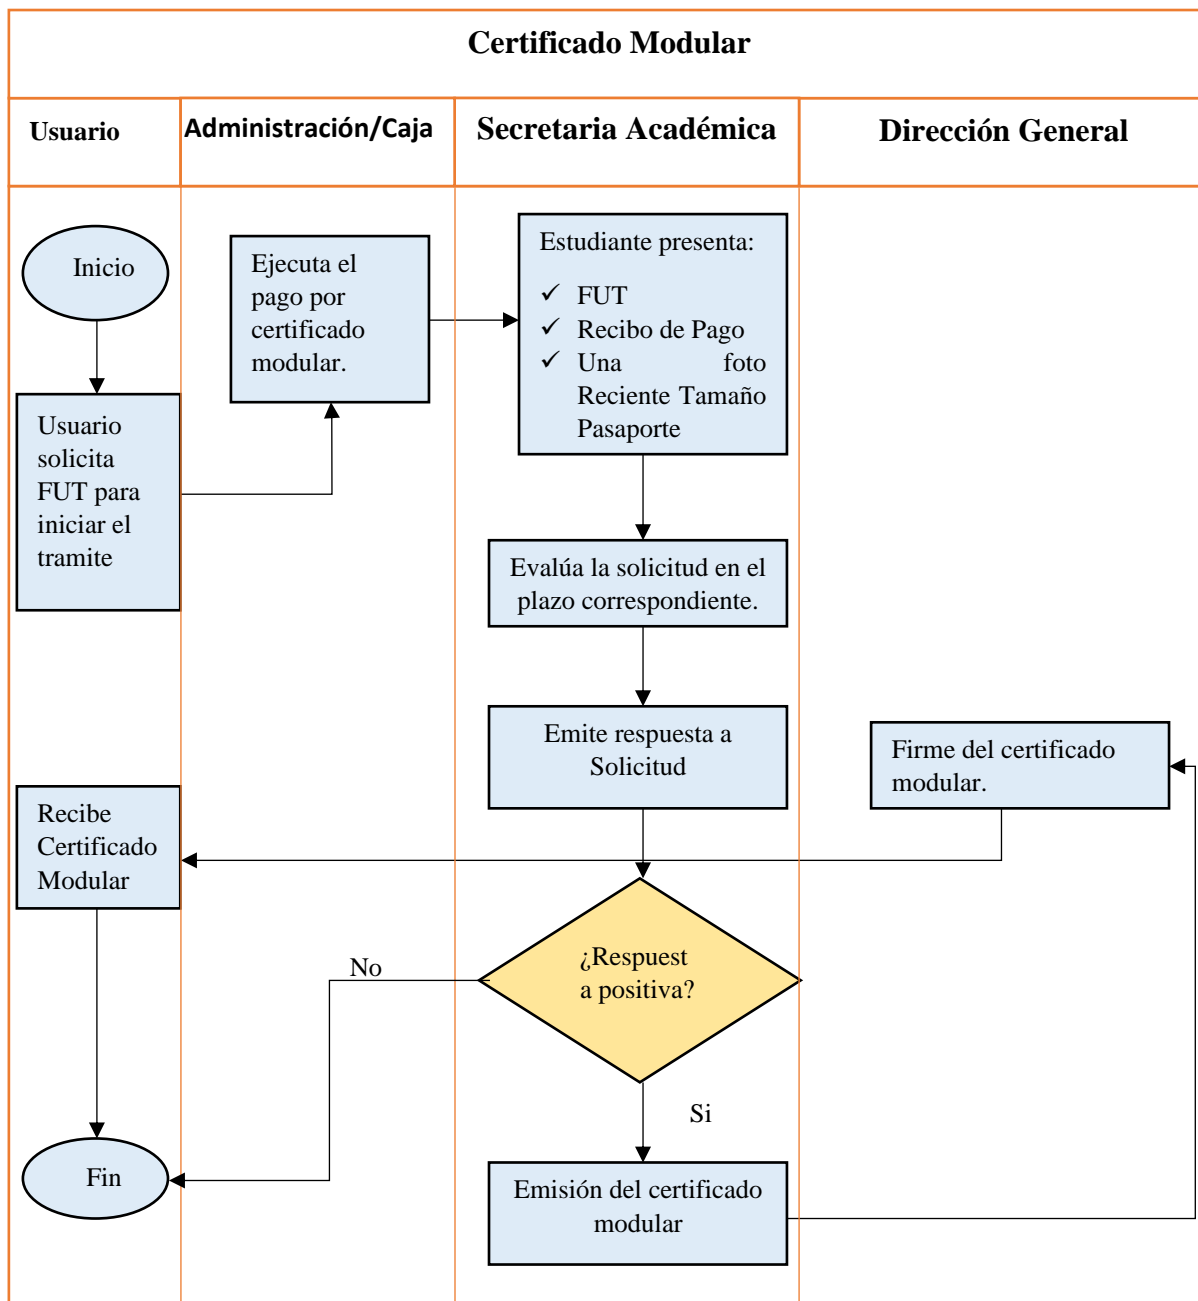 Certificado Modular
Usuario
Administración/Caja
Secretaria Académica
Dirección General
Inicio
Usuario
solicita
FUT para
iniciar el
tramite
Ejecuta el
pago por
certificado
modular.
Estudiante presenta:
✓ FUT
✓ Recibo de Pago
✓ Una foto
Reciente Tamaño
Pasaporte
Evalúa la solicitud en el
plazo correspondiente.
Emite respuesta a
Solicitud
Firme del certificado
modular.
Recibe
Certificado
Modular
¿Respuest
a positiva?
No
Si
Fin
Emisión del certificado
modular